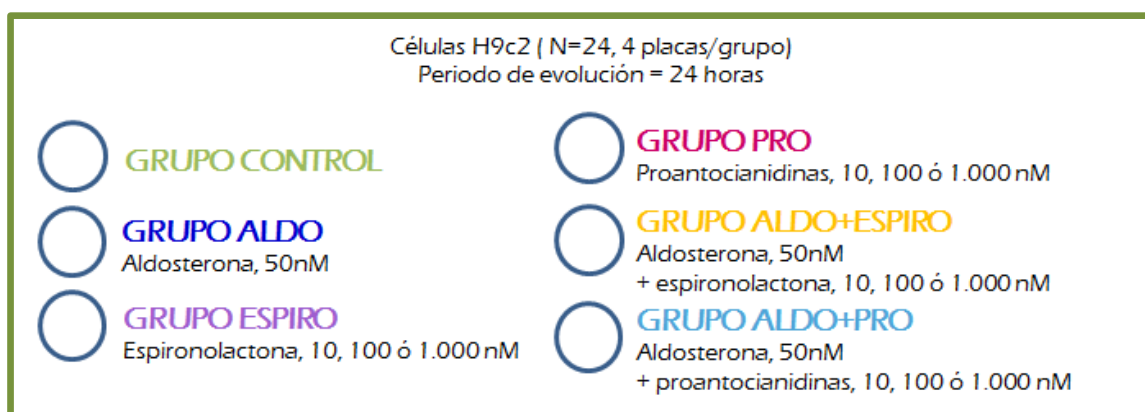 Células H9c2 ( N=24, 4 placas/grupo)
Periodo de evolución = 24 horas
GRUPO CONTROL
GRUPO ALDO
Aldosterona, 50nM
GRUPO ESPIRO
Espironolactona, 10, 100 ó 1.000 nM
GRUPO PRO
Proantocianidinas, 10, 100 ó 1.000 nM
GRUPO ALDO+ESPIRO
Aldosterona, 50nM
+ espironolactona, 10, 100 ó 1.000 nM
GRUPO ALDO+PRO
Aldosterona, 50nM
+ proantocianidinas, 10, 100 ó 1.000 nM